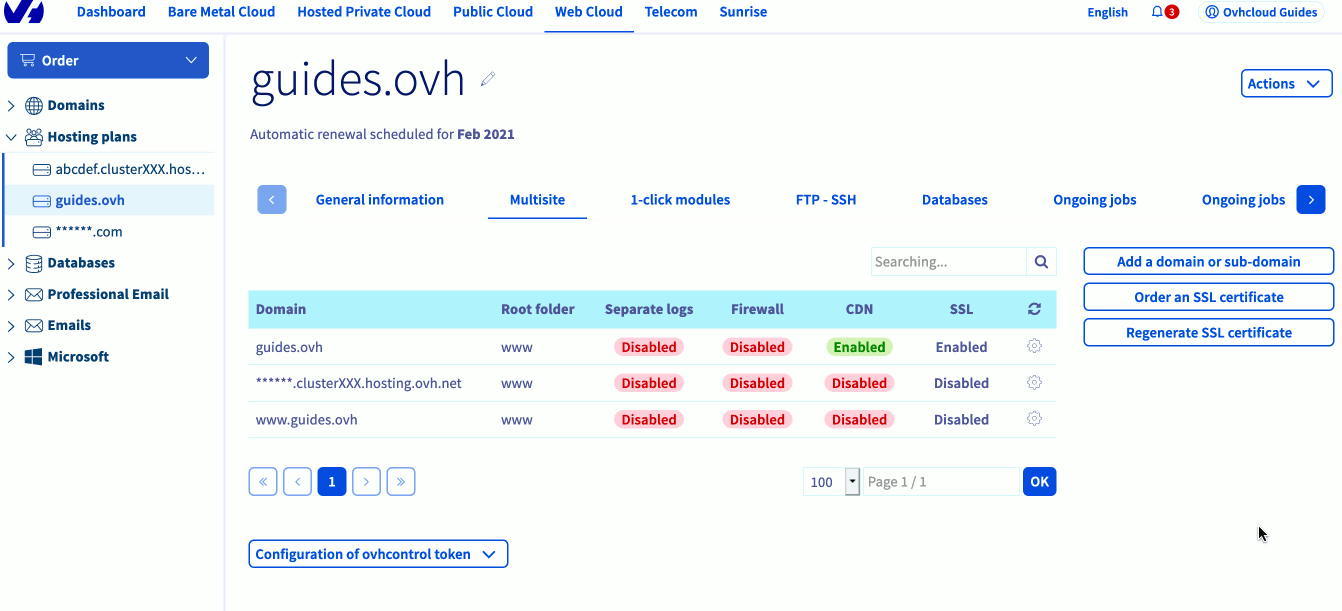 Dashboard Bare Metal Cloud Hosted Private Cloud Public Cloud Web Cloud Telecom Sunrise English 3 Ovhcloud Guides
Order
Domains
Hosting plans
abcdef.clusterXXX.hos...
guides.ovh
******.com
Databases
Professional Email
Emails
Microsoft
guides.ovh
Actions
Automatic renewal scheduled for Feb 2021
General information Multisite 1-click modules FTP - SSH Databases Ongoing jobs Ongoing jobs
Searching...
Add a domain or sub-domain
Order an SSL certificate
Regenerate SSL certificate
Domain Root folder Separate logs Firewall CDN SSL
guides.ovh www Disabled Disabled Enabled Enabled
******.clusterXXX.hosting.ovh.net www Disabled Disabled Disabled Disabled
www.guides.ovh www Disabled Disabled Disabled Disabled
« ‹ 1 › » 100 Page 1 / 1 OK
Configuration of ovhcontrol token